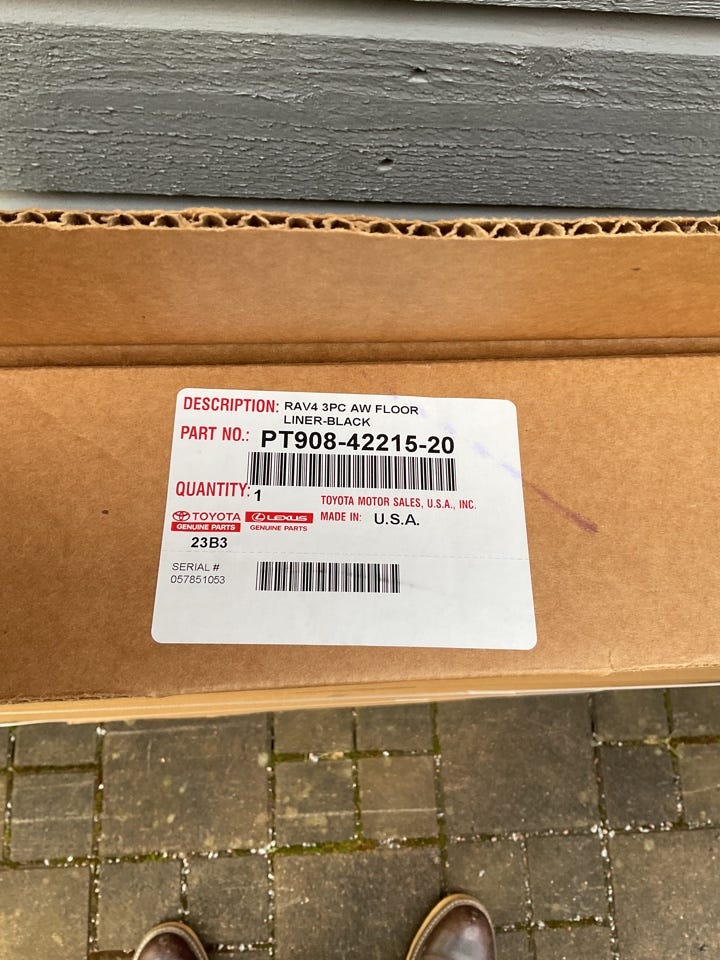 DESCRIPTION: RAV4 3PC AW FLOOR
LINER-BLACK
PART NO.: PT908-42215-20
QUANTITY: 1
TOYOTA MOTOR SALES, U.S.A., INC.
TOYOTA
GENUINE PARTS
LEXUS
GENUINE PARTS
MADE IN: U.S.A.
23B3
SERIAL #
057851053